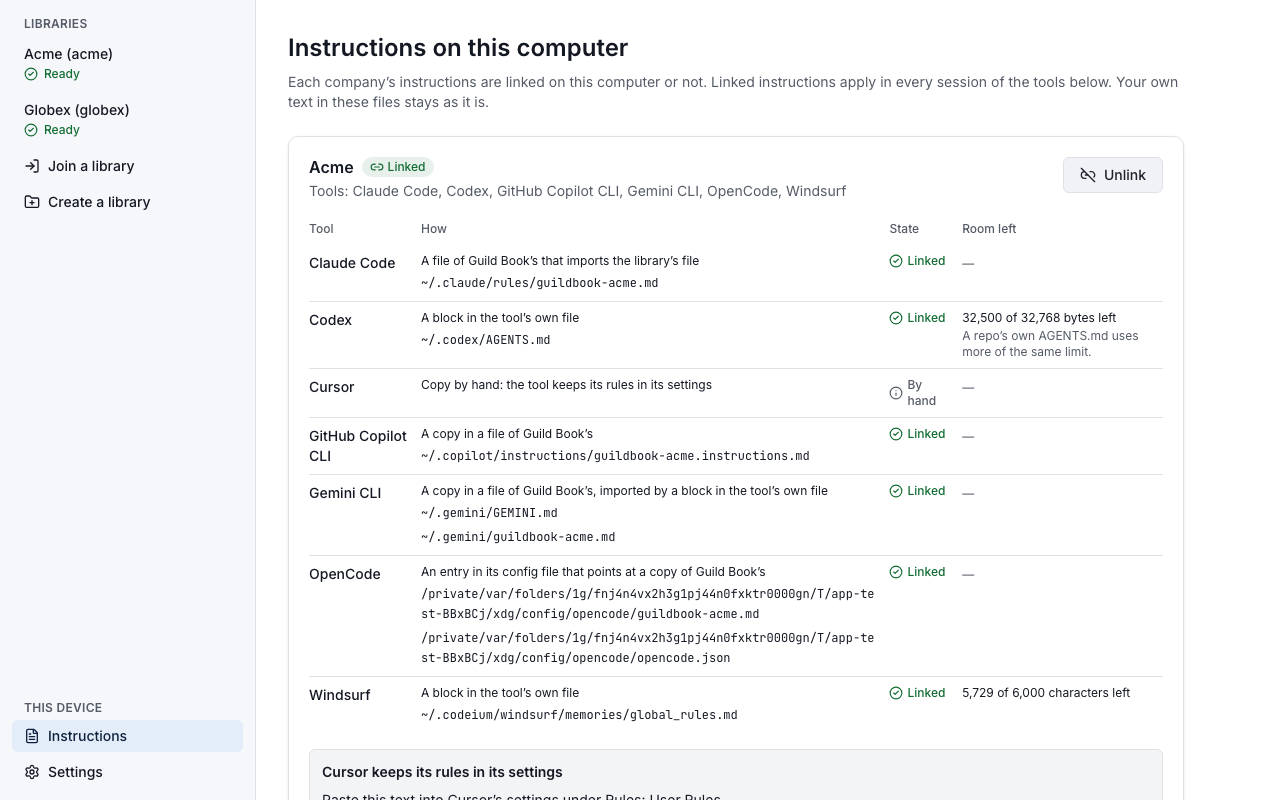 LIBRARIES
Acme (acme)
Ready
Globex (globex)
Ready
Join a library
Create a library
THIS DEVICE
Instructions
Settings
Instructions on this computer
Each company’s instructions are linked on this computer or not. Linked instructions apply in every session of the tools below. Your own
text in these files stays as it is.
Acme Linked
Unlink
Tools: Claude Code, Codex, GitHub Copilot CLI, Gemini CLI, OpenCode, Windsurf
Tool How State Room left
Claude Code A file of Guild Book’s that imports the library’s file Linked —
~/.claude/rules/guildbook-acme.md
Codex A block in the tool’s own file Linked 32,500 of 32,768 bytes left
~/.codex/AGENTS.md A repo’s own AGENTS.md uses
more of the same limit.
Cursor Copy by hand: the tool keeps its rules in its settings By —
hand
GitHub Copilot A copy in a file of Guild Book’s Linked —
CLI ~/.copilot/instructions/guildbook-acme.instructions.md
Gemini CLI A copy in a file of Guild Book’s, imported by a block in the tool’s own file Linked —
~/.gemini/GEMINI.md
~/.gemini/guildbook-acme.md
OpenCode An entry in its config file that points at a copy of Guild Book’s Linked —
/private/var/folders/1g/fnj4n4vx2h3g1pj44n0fxktr0000gn/T/app-te
st-BBxBCj/xdg/config/opencode/guildbook-acme.md
/private/var/folders/1g/fnj4n4vx2h3g1pj44n0fxktr0000gn/T/app-te
st-BBxBCj/xdg/config/opencode/opencode.json
Windsurf A block in the tool’s own file Linked 5,729 of 6,000 characters left
~/.codeium/windsurf/memories/global_rules.md
Cursor keeps its rules in its settings
Paste this text into Cursor’s settings under Rules: User Rules.